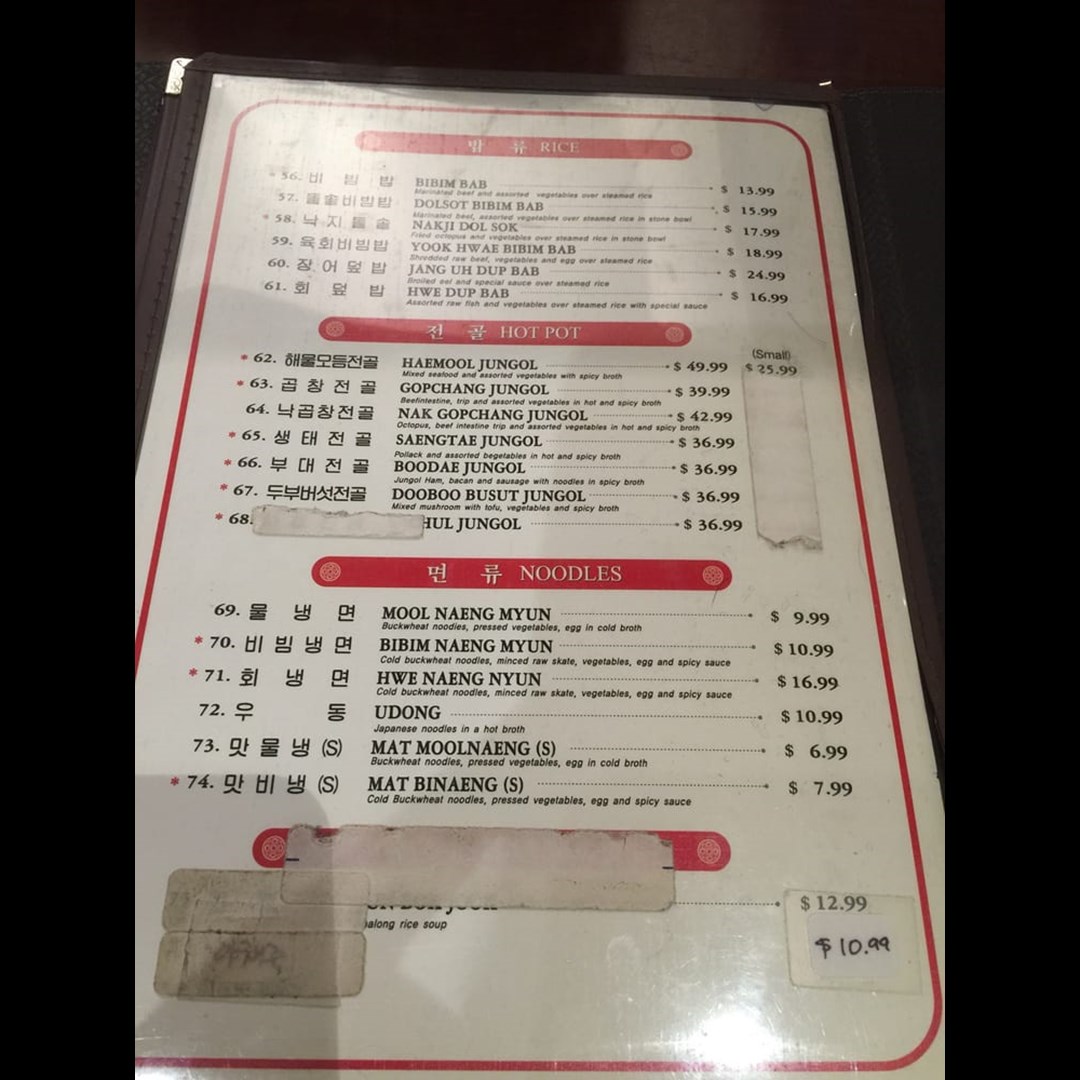 밥 류 RICE
* 56. 비 빔 밥 BIBIM BAB $ 13.99
Marinated beef and assorted vegetables over steamed rice
57. 돌솥비빔밥 DOLSOT BIBIM BAB $ 15.99
Marinated beef, assorted vegetables over steamed rice in stone bowl
* 58. 낙 지 돌 솥 NAKJI DOL SOK $ 17.99
Fried octopus and vegetables over steamed rice in stone bowl
59. 육회비빔밥 YOOK HWAE BIBIM BAB $ 18.99
Shredded raw beef, vegetables and egg over steamed rice
60. 장 어 덮 밥 JANG UH DUP BAB $ 24.99
Broiled eel and special sauce over steamed rice
61. 회 덮 밥 HWE DUP BAB $ 16.99
Assorted raw fish and vegetables over steamed rice with special sauce
전 골 HOT POT
(Small)
* 62. 해물모듬전골 HAEMOOL JUNGOL $ 49.99 $ 25.99
Mixed seafood and assorted vegetables with spicy broth
* 63. 곱 창 전 골 GOPCHANG JUNGOL $ 39.99
Beefintestine, trip and assorted vegetables in hot and spicy broth
64. 낙곱창전골 NAK GOPCHANG JUNGOL $ 42.99
Octopus, beef intestine trip and assorted vegetables in hot and spicy broth
* 65. 생 태 전 골 SAENGTAE JUNGOL $ 36.99
Pollack and assorted begetables in hot and spicy broth
* 66. 부 대 전 골 BOODAE JUNGOL $ 36.99
Jungol Ham, bacan and sausage with noodles in spicy broth
* 67. 두부버섯전골 DOOBOO BUSUT JUNGOL $ 36.99
Mixed mushroom with tofu, vegetables and spicy broth
* 68. HUL JUNGOL $ 36.99
면 류 NOODLES
69. 물 냉 면 MOOL NAENG MYUN $ 9.99
Buckwheat noodles, pressed vegetables, egg in cold broth
* 70. 비 빔 냉 면 BIBIM NAENG MYUN $ 10.99
Cold buckwheat noodles, minced raw skate, vegetables, egg and spicy sauce
* 71. 회 냉 면 HWE NAENG NYUN $ 16.99
Cold buckwheat noodles, minced raw skate, vegetables, egg and spicy sauce
72. 우 동 UDONG $ 10.99
Japanese noodles in a hot broth
73. 맛 물 냉 (S) MAT MOOLNAENG (S) $ 6.99
Buckwheat noodles, pressed vegetables, egg in cold broth
* 74. 맛 비 냉 (S) MAT BINAENG (S) $ 7.99
Cold Buckwheat noodles, pressed vegetables, egg and spicy sauce
$ 12.99
balong rice soup
$ 10.99